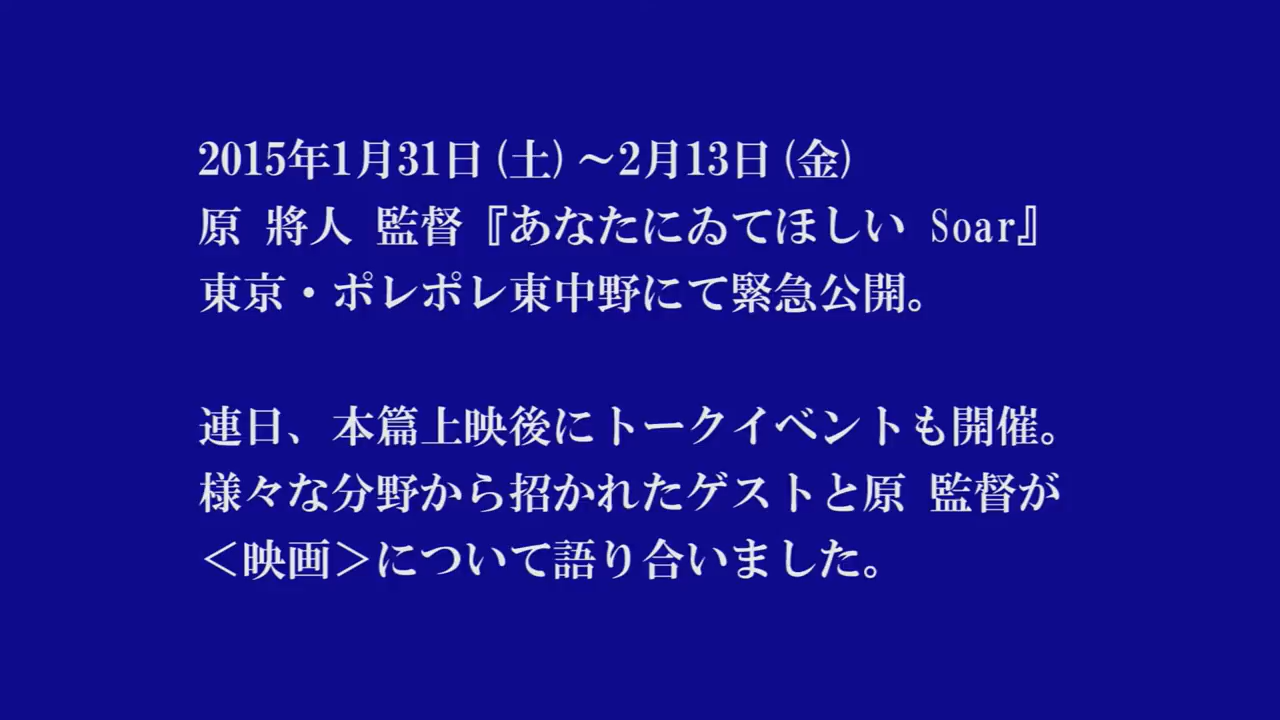 2015年1月31日(土)～2月13日(金)
原 將人 監督『あなたにゐてほしい Soar』
東京・ポレポレ東中野にて緊急公開。
連日、本篇上映後にトークイベントも開催。
様々な分野から招かれたゲストと原 監督が
＜映画＞について語り合いました。